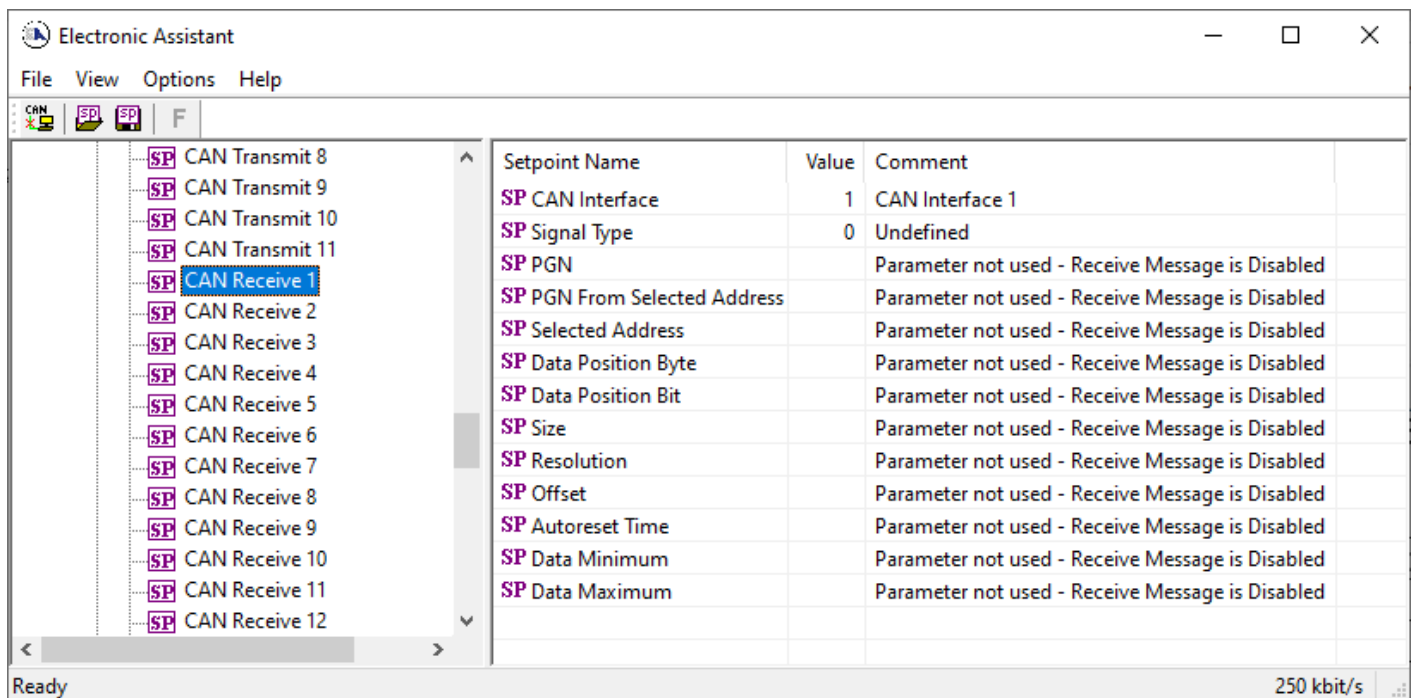 Electronic Assistant
File View Options Help
CAN SP SP F
SP CAN Transmit 8
SP CAN Transmit 9
SP CAN Transmit 10
SP CAN Transmit 11
SP CAN Receive 1
SP CAN Receive 2
SP CAN Receive 3
SP CAN Receive 4
SP CAN Receive 5
SP CAN Receive 6
SP CAN Receive 7
SP CAN Receive 8
SP CAN Receive 9
SP CAN Receive 10
SP CAN Receive 11
SP CAN Receive 12
Setpoint Name Value Comment
SP CAN Interface 1 CAN Interface 1
SP Signal Type 0 Undefined
SP PGN Parameter not used - Receive Message is Disabled
SP PGN From Selected Address Parameter not used - Receive Message is Disabled
SP Selected Address Parameter not used - Receive Message is Disabled
SP Data Position Byte Parameter not used - Receive Message is Disabled
SP Data Position Bit Parameter not used - Receive Message is Disabled
SP Size Parameter not used - Receive Message is Disabled
SP Resolution Parameter not used - Receive Message is Disabled
SP Offset Parameter not used - Receive Message is Disabled
SP Autoreset Time Parameter not used - Receive Message is Disabled
SP Data Minimum Parameter not used - Receive Message is Disabled
SP Data Maximum Parameter not used - Receive Message is Disabled
Ready 250 kbit/s